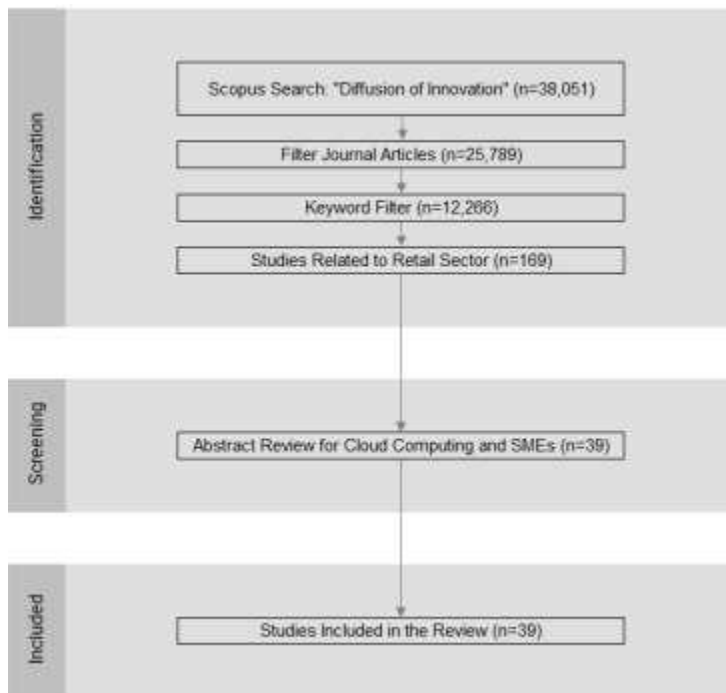 Identification
Scopus Search: "Diffusion of Innovation" (n=38,051)
Filter Journal Articles (n=25,789)
Keyword Filter (n=12,266)
Studies Related to Retail Sector (n=169)
Screening
Abstract Review for Cloud Computing and SMEs (n=39)
Included
Studies Included in the Review (n=39)